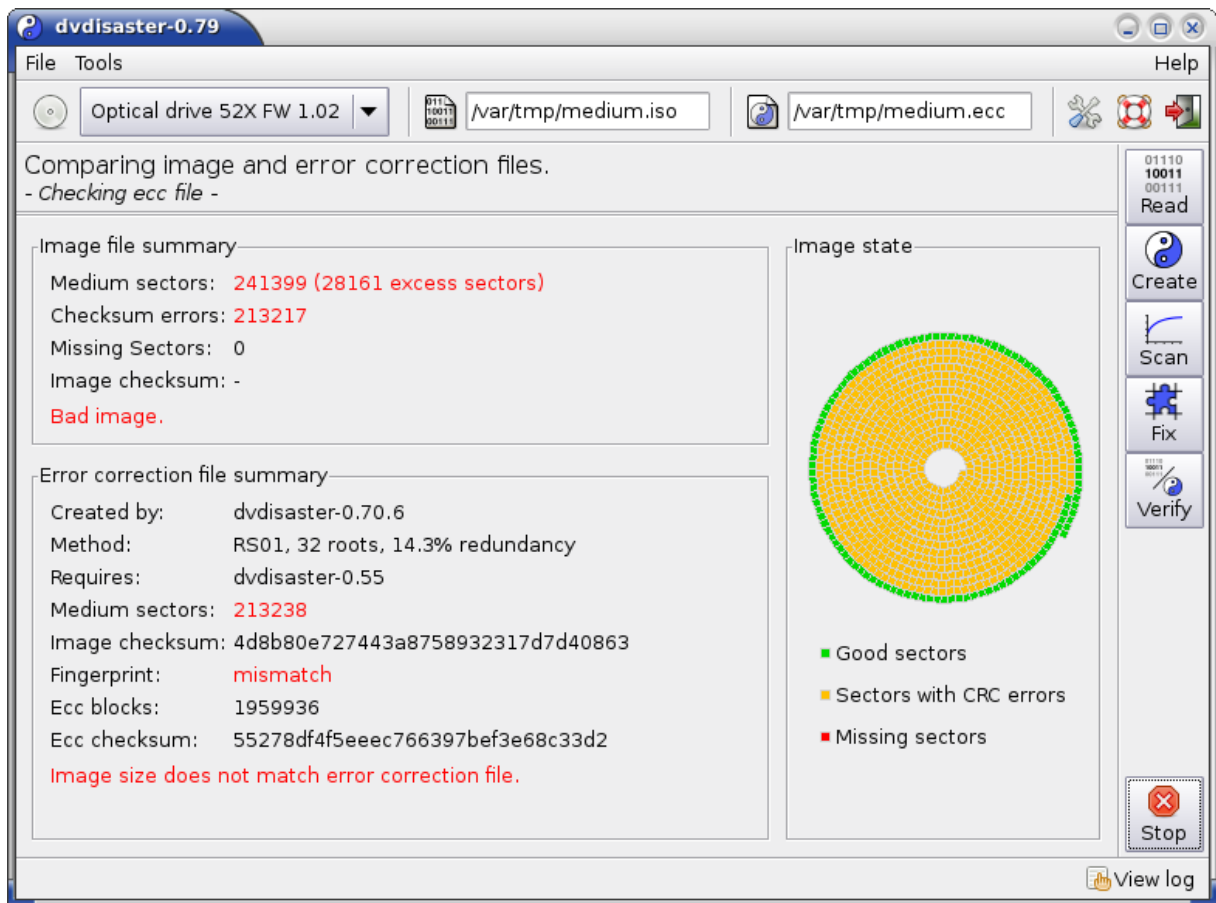 dvdisaster-0.79
File Tools Help
Optical drive 52X FW 1.02 /var/tmp/medium.iso /var/tmp/medium.ecc
Comparing image and error correction files.
- Checking ecc file -
Image file summary
Medium sectors: 241399 (28161 excess sectors)
Checksum errors: 213217
Missing Sectors: 0
Image checksum: -
Bad image.
Error correction file summary
Created by: dvdisaster-0.70.6
Method: RS01, 32 roots, 14.3% redundancy
Requires: dvdisaster-0.55
Medium sectors: 213238
Image checksum: 4d8b80e727443a8758932317d7d40863
Fingerprint: mismatch
Ecc blocks: 1959936
Ecc checksum: 55278df4f5eeec766397bef3e68c33d2
Image size does not match error correction file.
Image state
Good sectors
Sectors with CRC errors
Missing sectors
01110
10011
00111
Read
Create
Scan
Fix
Verify
Stop
View log